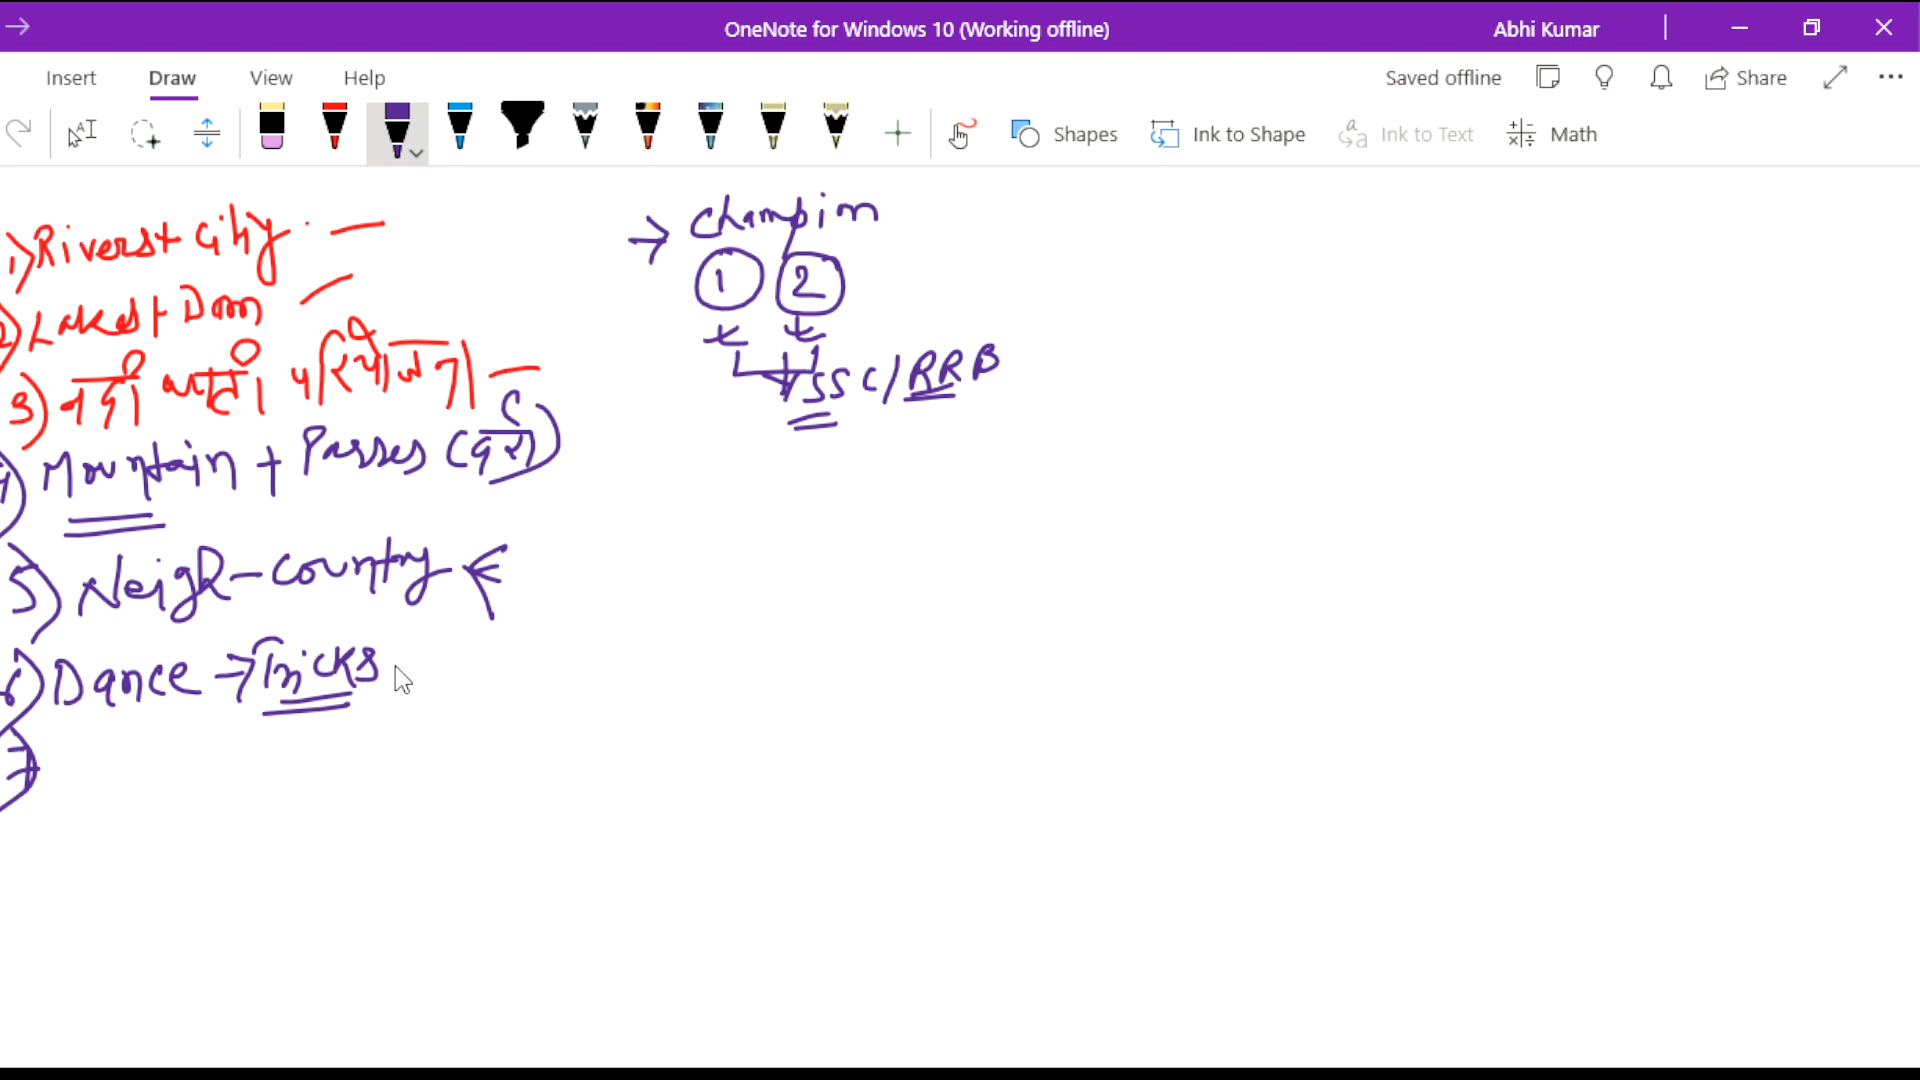 OneNote for Windows 10 (Working offline)
Abhi Kumar
Insert Draw View Help
Saved offline Share
Shapes Ink to Shape Ink to Text Math
1) Rivers + City
2) Lakes + Dam
3) नदी घाटी परियोजना
4) Mountain + Passes (दर्रा)
5) Neigh-country
6) Dance → Tricks
7
→ Champion
1 2
SSC/RRB